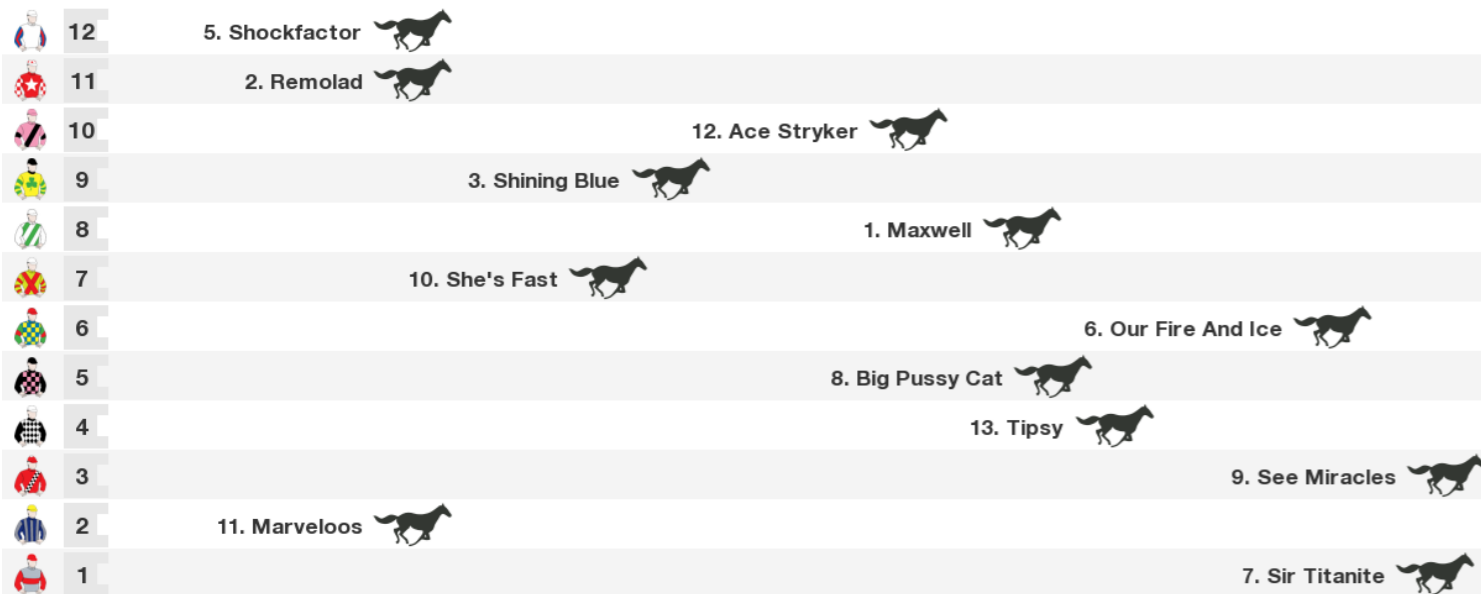 12 5. Shockfactor
11 2. Remolad
10 12. Ace Stryker
9 3. Shining Blue
8 1. Maxwell
7 10. She's Fast
6 6. Our Fire And Ice
5 8. Big Pussy Cat
4 13. Tipsy
3 9. See Miracles
2 11. Marveloos
1 7. Sir Titanite